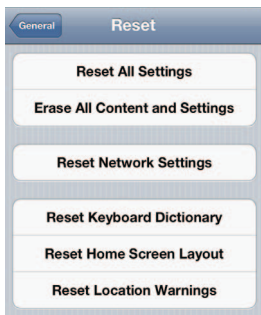 General
Reset
Reset All Settings
Erase All Content and Settings
Reset Network Settings
Reset Keyboard Dictionary
Reset Home Screen Layout
Reset Location Warnings